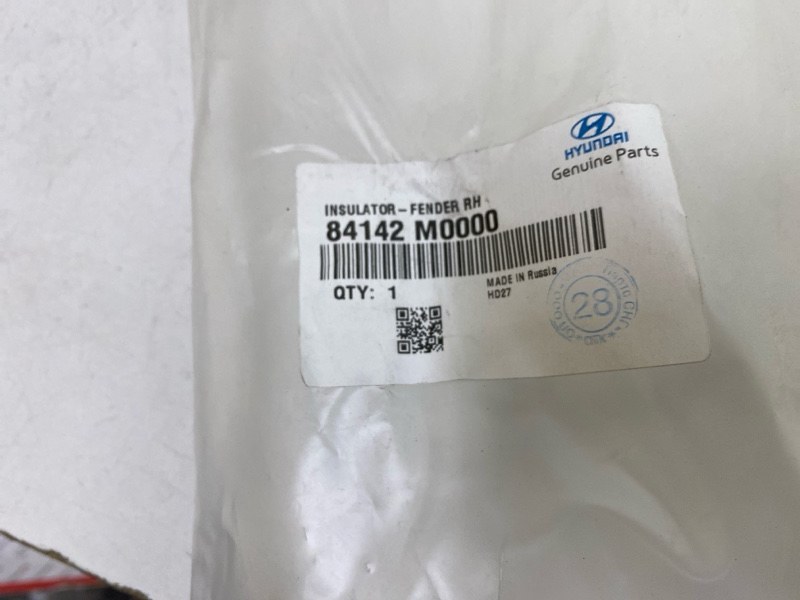 HYUNDAI
Genuine Parts
INSULATOR-FENDER RH
84142 M0000
QTY: 1
MADE IN Russia
HD27
28